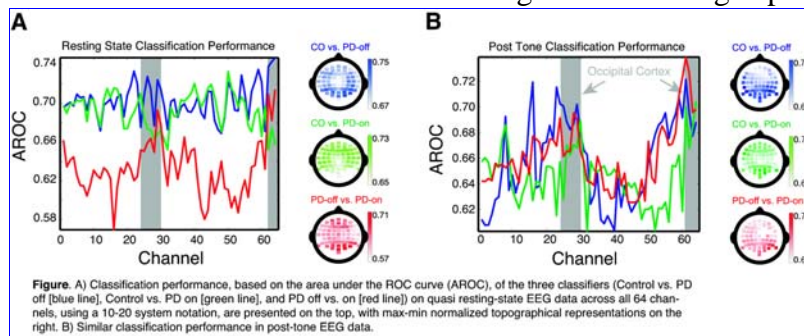 A
B
Resting State Classification Performance
AROC
0.74
0.70
0.66
0.62
0.58
0 10 20 30 40 50 60
Channel
CO vs. PD-off
0.75
0.67
CO vs. PD-on
0.73
0.65
PD-off vs. PD-on
0.71
0.57
Post Tone Classification Performance
Occipital Cortex
AROC
0.72
0.70
0.68
0.66
0.64
0.62
0 10 20 30 40 50 60
Channel
CO vs. PD-off
CO vs. PD-on
PD-off vs. PD-on
Figure. A) Classification performance, based on the area under the ROC curve (AROC), of the three classifiers (Control vs. PD
off [blue line], Control vs. PD on [green line], and PD off vs. on [red line]) on quasi resting-state EEG data across all 64 chan-
nels, using a 10-20 system notation, are presented on the top, with max-min normalized topographical representations on the
right. B) Similar classification performance in post-tone EEG data.